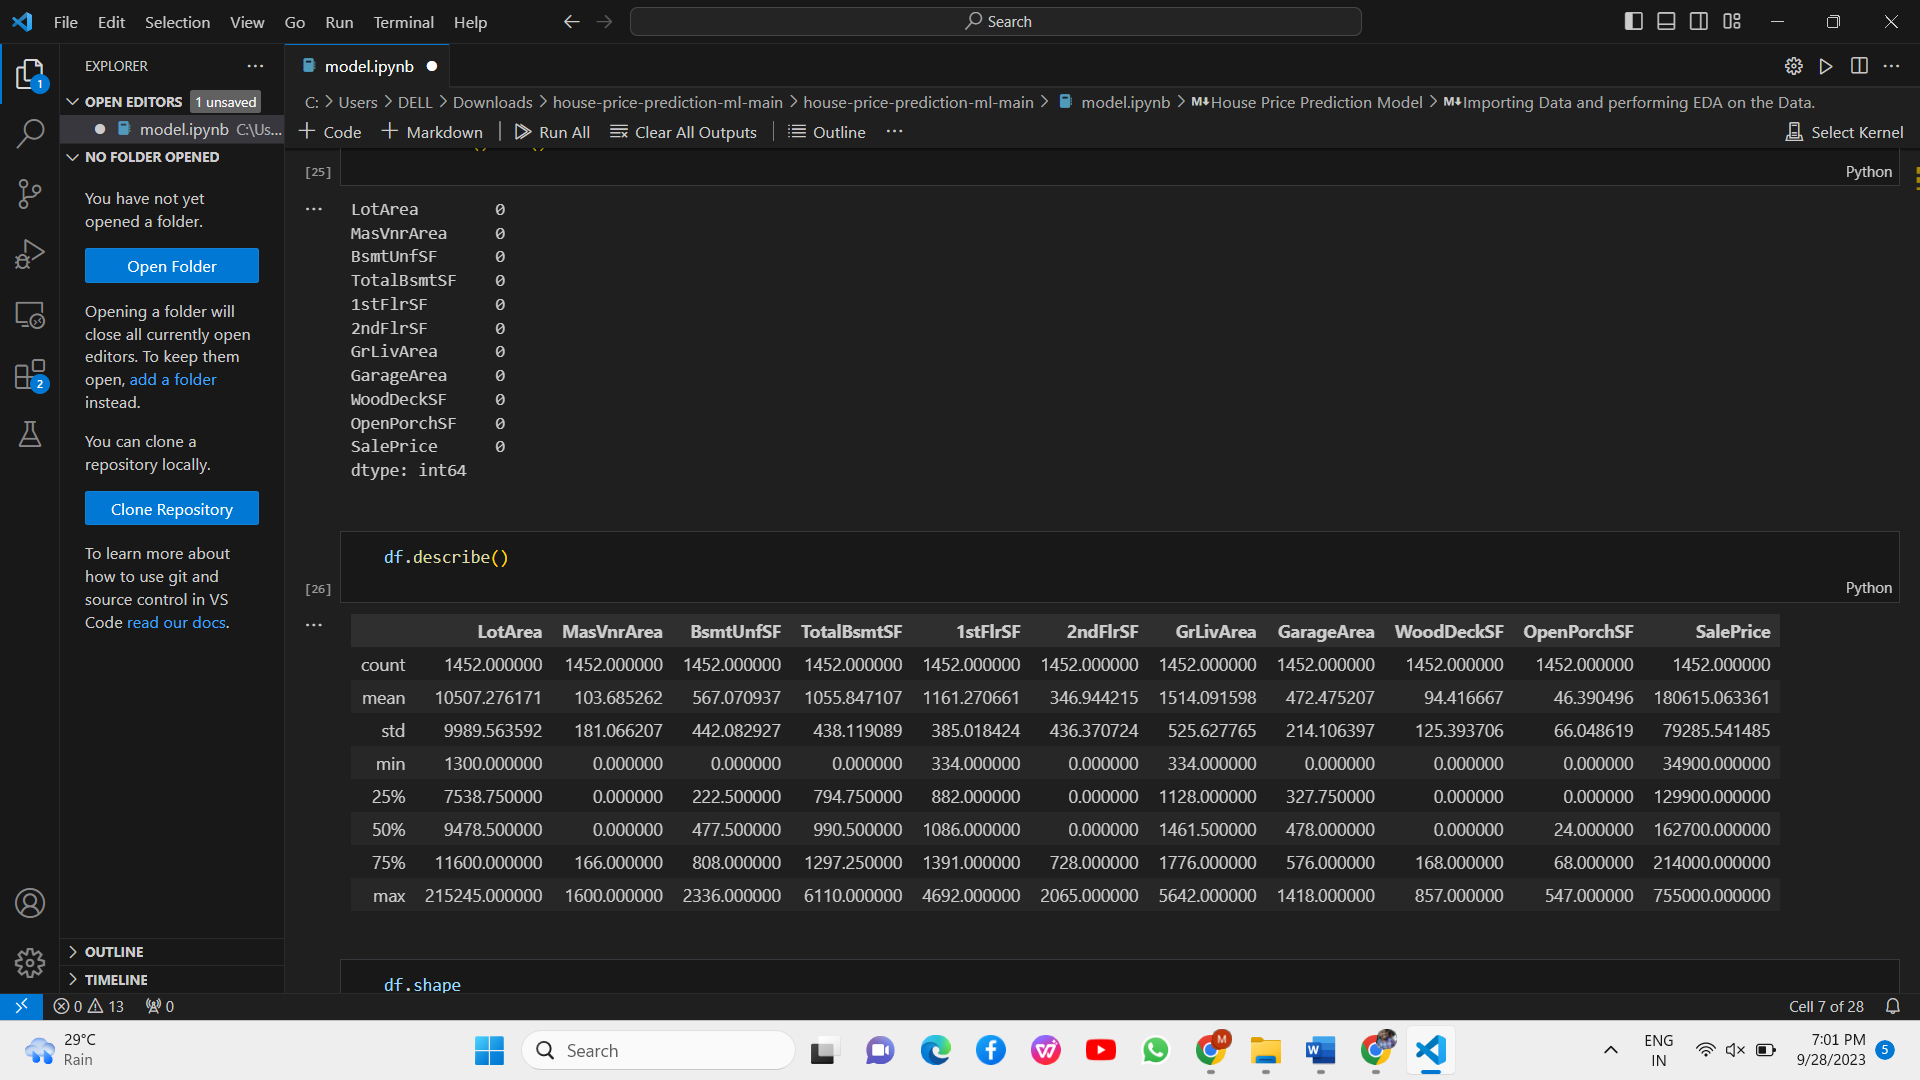 File Edit Selection View Go Run Terminal Help
Search
EXPLORER
OPEN EDITORS 1 unsaved
model.ipynb C:\Us...
NO FOLDER OPENED
You have not yet
opened a folder.
Open Folder
Opening a folder will
close all currently open
editors. To keep them
open, add a folder
instead.
You can clone a
repository locally.
Clone Repository
To learn more about
how to use git and
source control in VS
Code read our docs.
OUTLINE
TIMELINE
1
2
model.ipynb
C: > Users > DELL > Downloads > house-price-prediction-ml-main > house-price-prediction-ml-main > model.ipynb > M↓House Price Prediction Model > M↓Importing Data and performing EDA on the Data.
+ Code + Markdown | Run All Clear All Outputs | Outline ... Select Kernel
[25] Python
... LotArea 0
MasVnrArea 0
BsmtUnfSF 0
TotalBsmtSF 0
1stFlrSF 0
2ndFlrSF 0
GrLivArea 0
GarageArea 0
WoodDeckSF 0
OpenPorchSF 0
SalePrice 0
dtype: int64
df.describe()
[26] Python
... LotArea MasVnrArea BsmtUnfSF TotalBsmtSF 1stFlrSF 2ndFlrSF GrLivArea GarageArea WoodDeckSF OpenPorchSF SalePrice
count 1452.000000 1452.000000 1452.000000 1452.000000 1452.000000 1452.000000 1452.000000 1452.000000 1452.000000 1452.000000 1452.000000
mean 10507.276171 103.685262 567.070937 1055.847107 1161.270661 346.944215 1514.091598 472.475207 94.416667 46.390496 180615.063361
std 9989.563592 181.066207 442.082927 438.119089 385.018424 436.370724 525.627765 214.106397 125.393706 66.048619 79285.541485
min 1300.000000 0.000000 0.000000 0.000000 334.000000 0.000000 334.000000 0.000000 0.000000 0.000000 34900.000000
25% 7538.750000 0.000000 222.500000 794.750000 882.000000 0.000000 1128.000000 327.750000 0.000000 0.000000 129900.000000
50% 9478.500000 0.000000 477.500000 990.500000 1086.000000 0.000000 1461.500000 478.000000 0.000000 24.000000 162700.000000
75% 11600.000000 166.000000 808.000000 1297.250000 1391.000000 728.000000 1776.000000 576.000000 168.000000 68.000000 214000.000000
max 215245.000000 1600.000000 2336.000000 6110.000000 4692.000000 2065.000000 5642.000000 1418.000000 857.000000 547.000000 755000.000000
df.shape
0 13 0 Cell 7 of 28
29°C
Rain
Search
M
W
ENG
IN
7:01 PM
9/28/2023
5